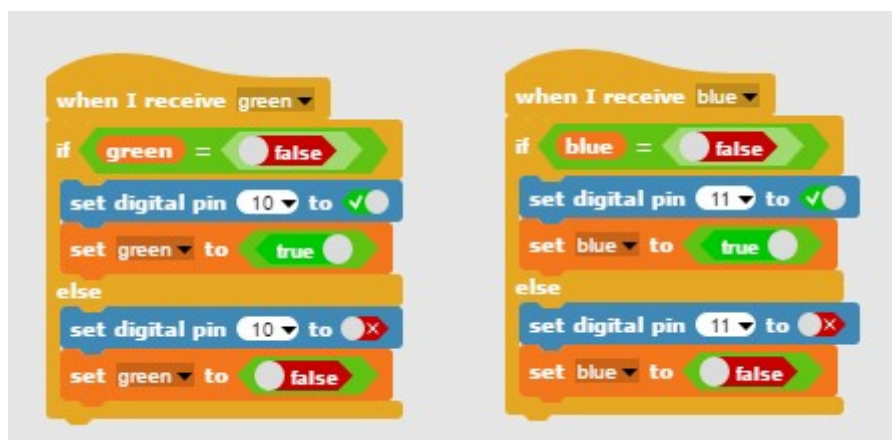 when I receive green
if green = false
set digital pin 10 to
set green to true
else
set digital pin 10 to
set green to false
when I receive blue
if blue = false
set digital pin 11 to
set blue to true
else
set digital pin 11 to
set blue to false